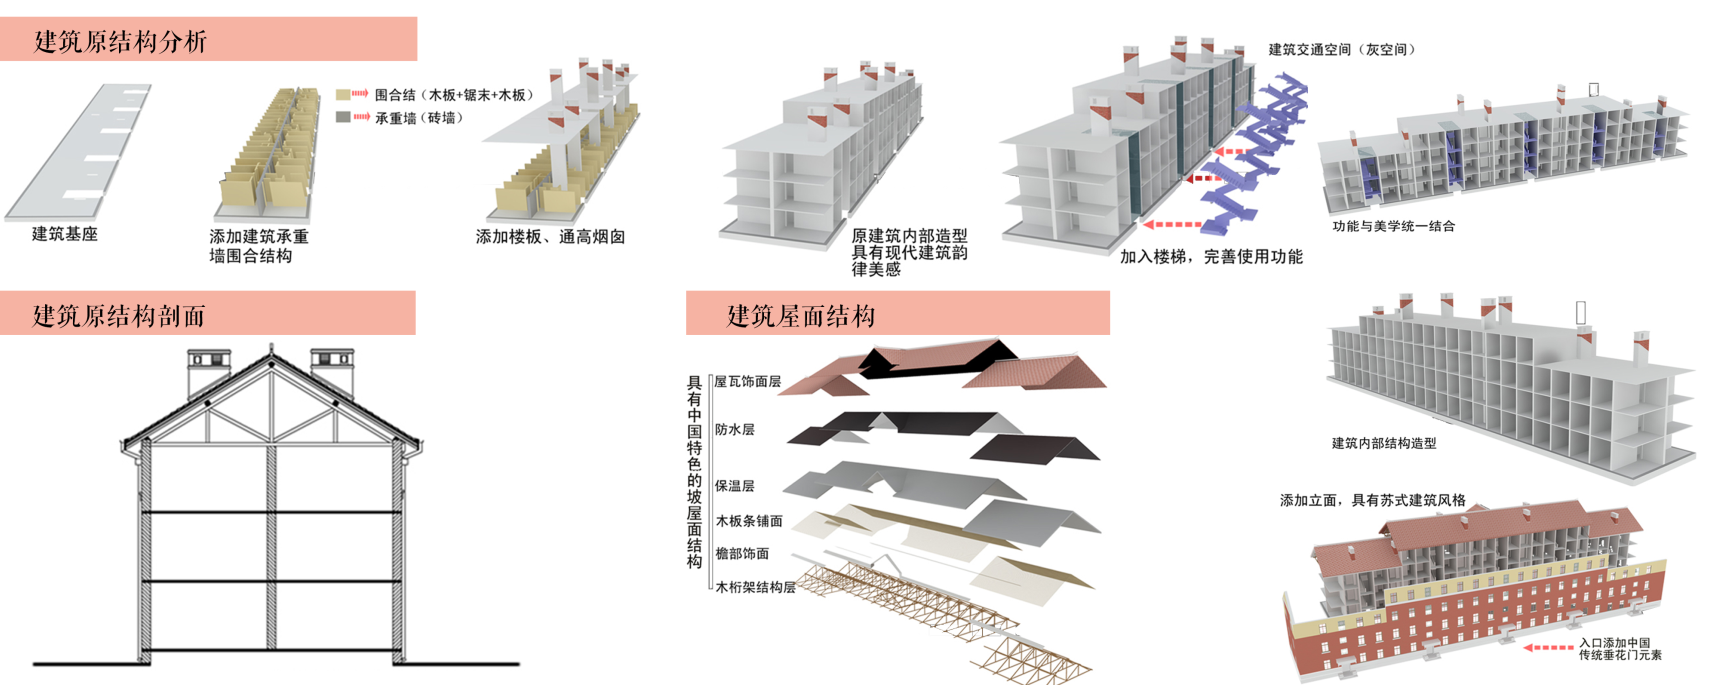 建筑原结构分析
围合结（木板+锯末+木板）
承重墙（砖墙）
建筑基座
添加建筑承重
墙围合结构
添加楼板、通高烟囱
原建筑内部造型
具有现代建筑韵
律美感
建筑交通空间（灰空间）
加入楼梯，完善使用功能
功能与美学统一结合
建筑原结构剖面
建筑屋面结构
具有中国特色的坡屋面结构
屋瓦饰面层
防水层
保温层
木板条铺面
檐部饰面
木桁架结构层
建筑内部结构造型
添加立面，具有苏式建筑风格
入口添加中国
传统垂花门元素